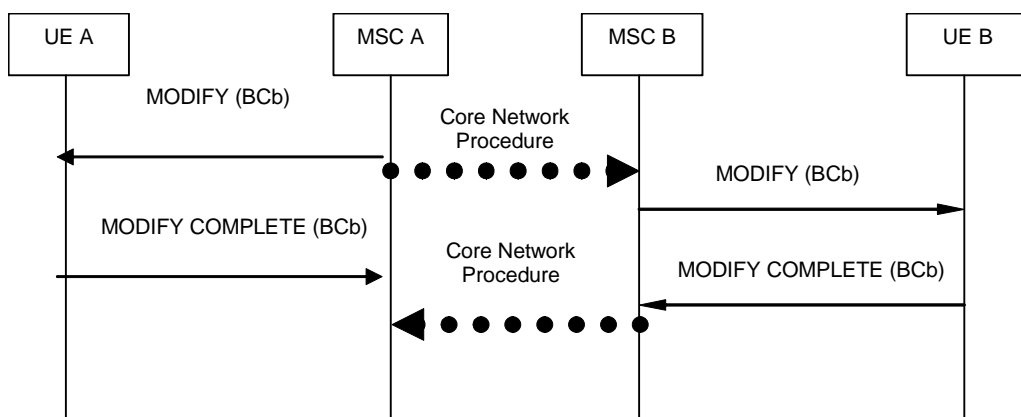 UE A
MSC A
MSC B
UE B
MODIFY (BCb)
Core Network
Procedure
MODIFY (BCb)
MODIFY COMPLETE (BCb)
Core Network
Procedure
MODIFY COMPLETE (BCb)